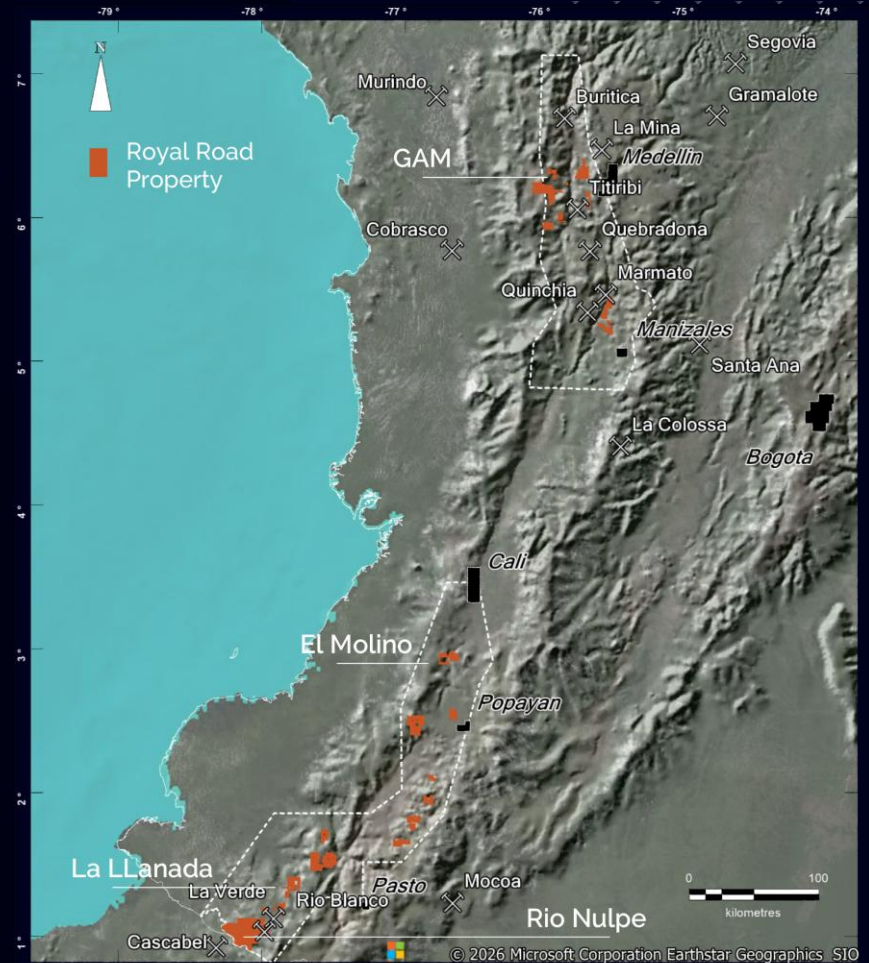 -79°
-78
-77
-76 °
-75 °
-74 °
N
Segovia
7°
Murindo
Gramalote
Buritica
La Mina
Royal Road
Property
GAM
Medellin
Titiribi
6°
Cobrasco
Quebradona
Marmato
Quinchia
Manizales
5°
Santa Ana
La Colossa
Bogota
4°
Cali
El Molino
3°
Popayan
2°
La LLanada
Pasto
Mocoa
0
100
kilometres
La Verde
Rio Blanco
Rio Nulpe
Cascabel
1°
© 2026 Microsoft Corporation Earthstar Geographics SIO